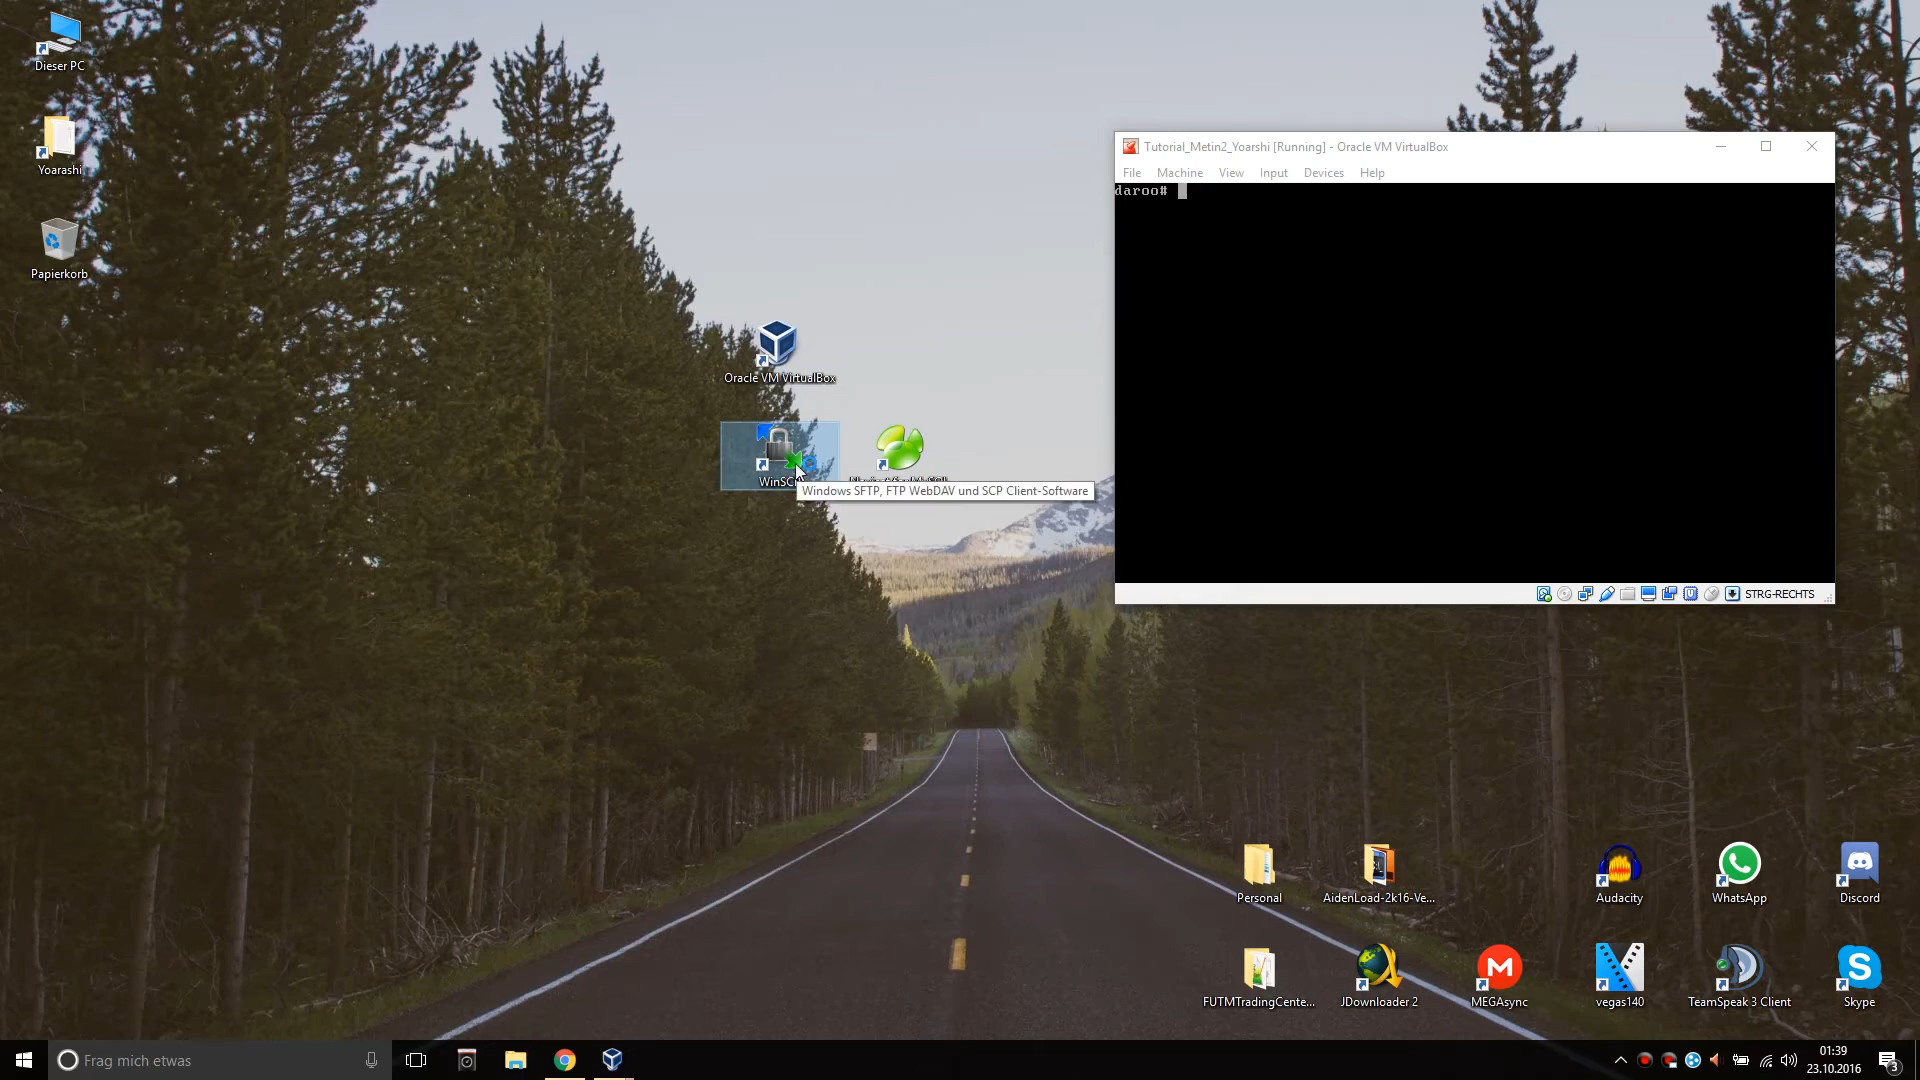 Dieser PC
Yoarashi
Papierkorb
Oracle VM VirtualBox
Windows SFTP, FTP WebDAV und SCP Client-Software
Tutorial_Metin2_Yoarshi [Running] - Oracle VM VirtualBox
File Machine View Input Devices Help
daroo#
STRG-RECHTS
Personal
AidenLoad-2k16-Ve...
Audacity
WhatsApp
Discord
FUTMTradingCente...
JDownloader 2
MEGAsync
vegas140
TeamSpeak 3 Client
Skype
Frag mich etwas
01:39
23.10.2016
3